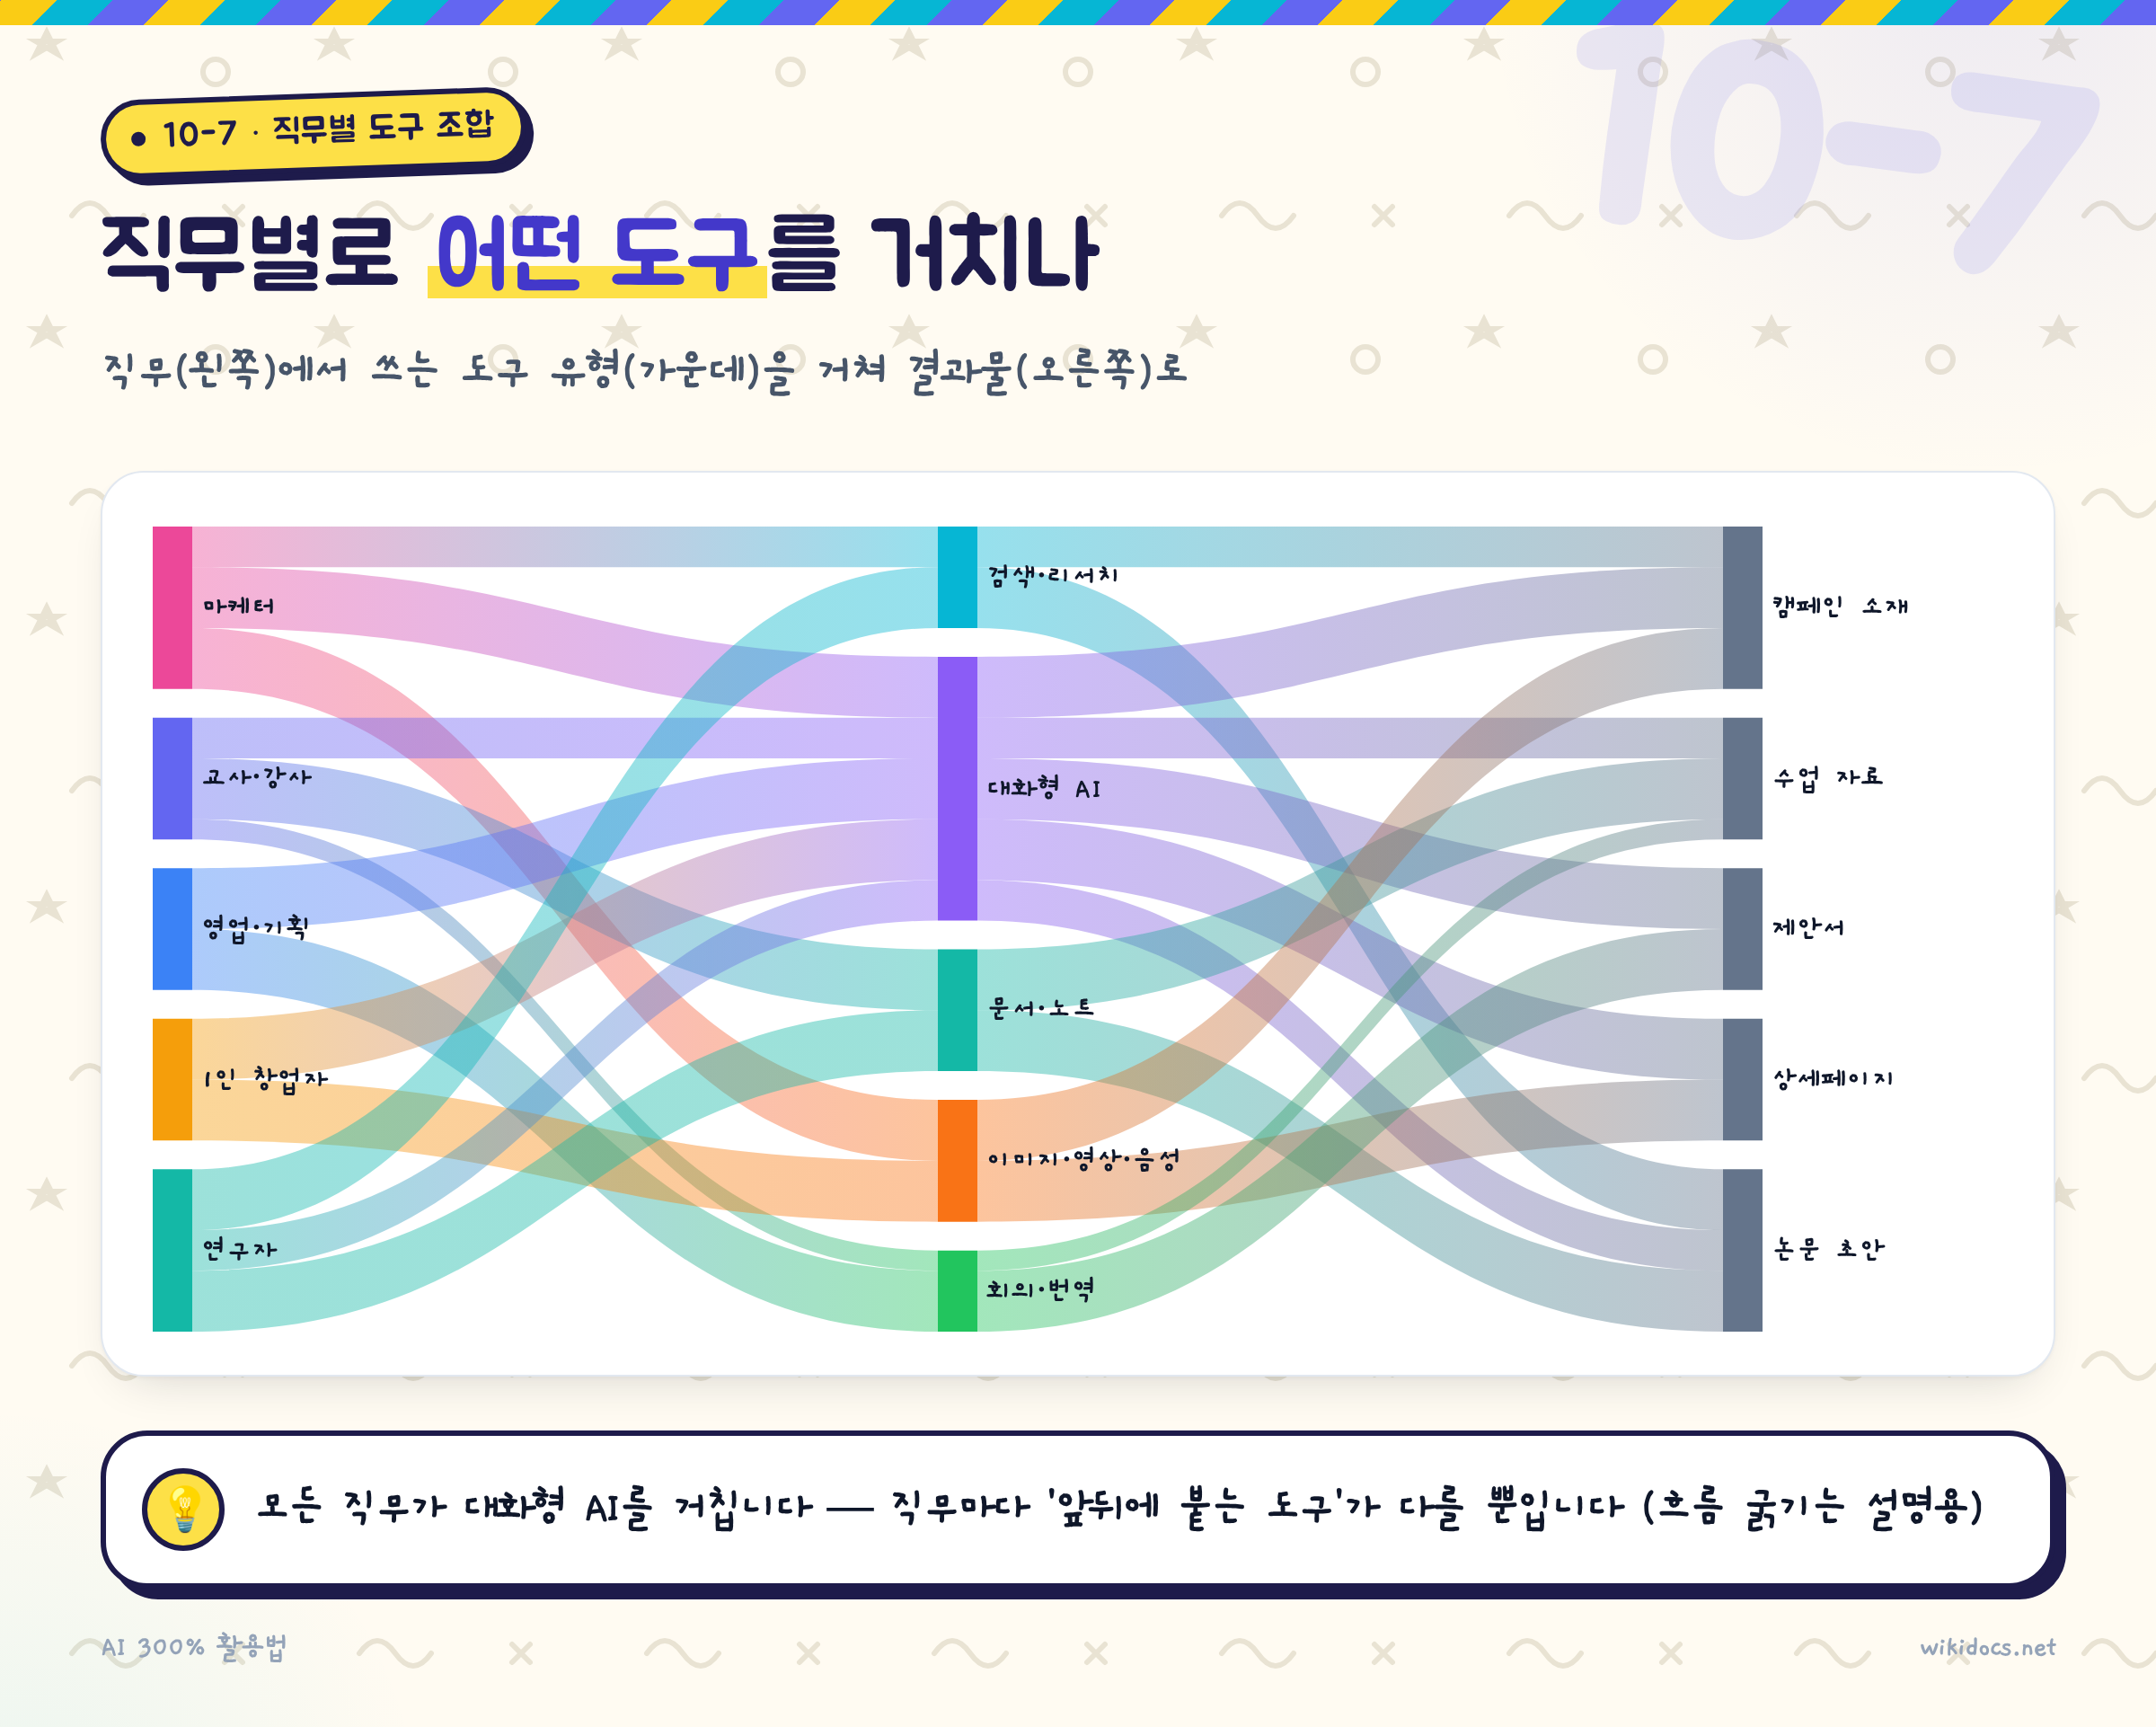 10-7
10-7 · 직무별 도구 조합
직무별로 어떤 도구를 거치나
직무(왼쪽)에서 쓰는 도구 유형(가운데)을 거쳐 결과물(오른쪽)로
마케터
교사·강사
영업·기획
1인 창업자
연구자
검색·리서치
대화형 AI
문서·노트
이미지·영상·음성
회의·번역
캠페인 소재
수업 자료
제안서
상세페이지
논문 초안
모든 직무가 대화형 AI를 거칩니다 — 직무마다 '앞뒤에 붙는 도구'가 다를 뿐입니다 (흐름 굵기는 설명용)
AI 300% 활용법
wikidocs.net